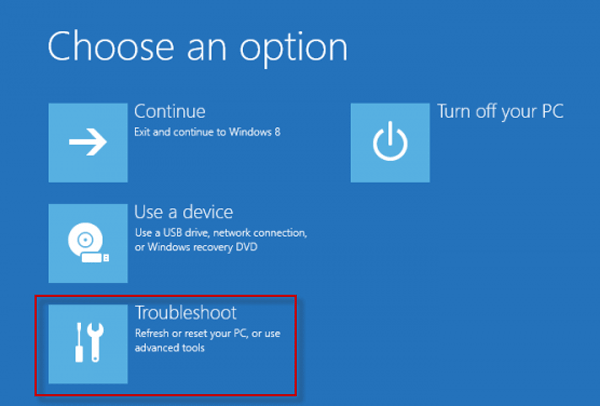 Choose an option
Continue
Exit and continue to Windows 8
Turn off your PC
Use a device
Use a USB drive, network connection,
or Windows recovery DVD
Troubleshoot
Refresh or reset your PC, or use
advanced tools